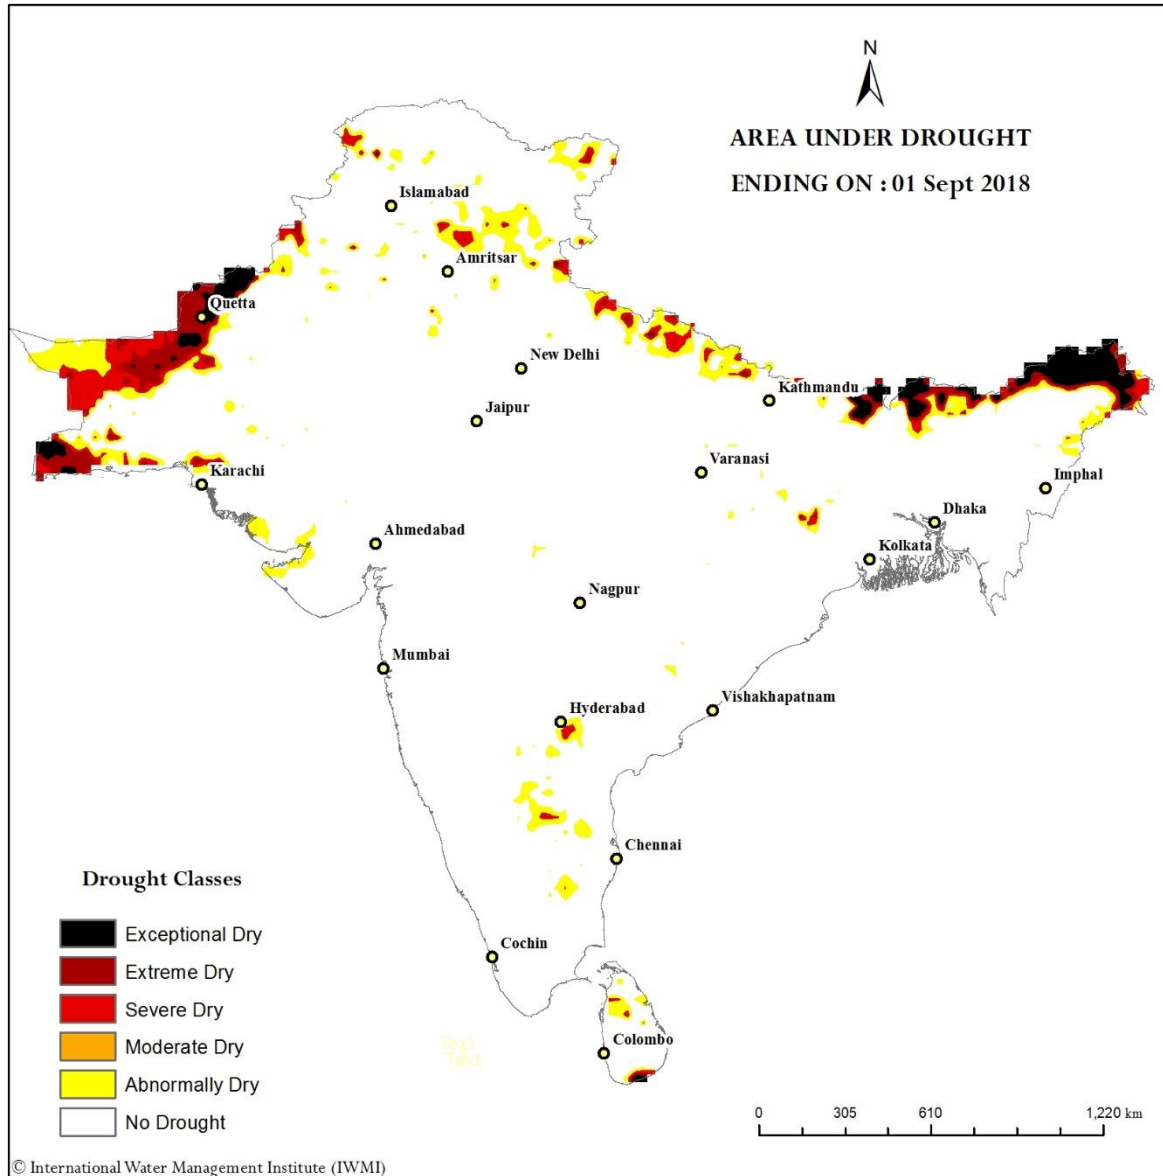 N
AREA UNDER DROUGHT
ENDING ON : 01 Sept 2018
Islamabad
Amritsar
Quetta
New Delhi
Kathmandu
Jaipur
Varanasi
Karachi
Imphal
Dhaka
Ahmedabad
Kolkata
Nagpur
Mumbai
Vishakhapatnam
Hyderabad
Chennai
Cochin
Colombo
Text
Text
Drought Classes
Exceptional Dry
Extreme Dry
Severe Dry
Moderate Dry
Abnormally Dry
No Drought
0 305 610 1,220 km
© International Water Management Institute (IWMI)